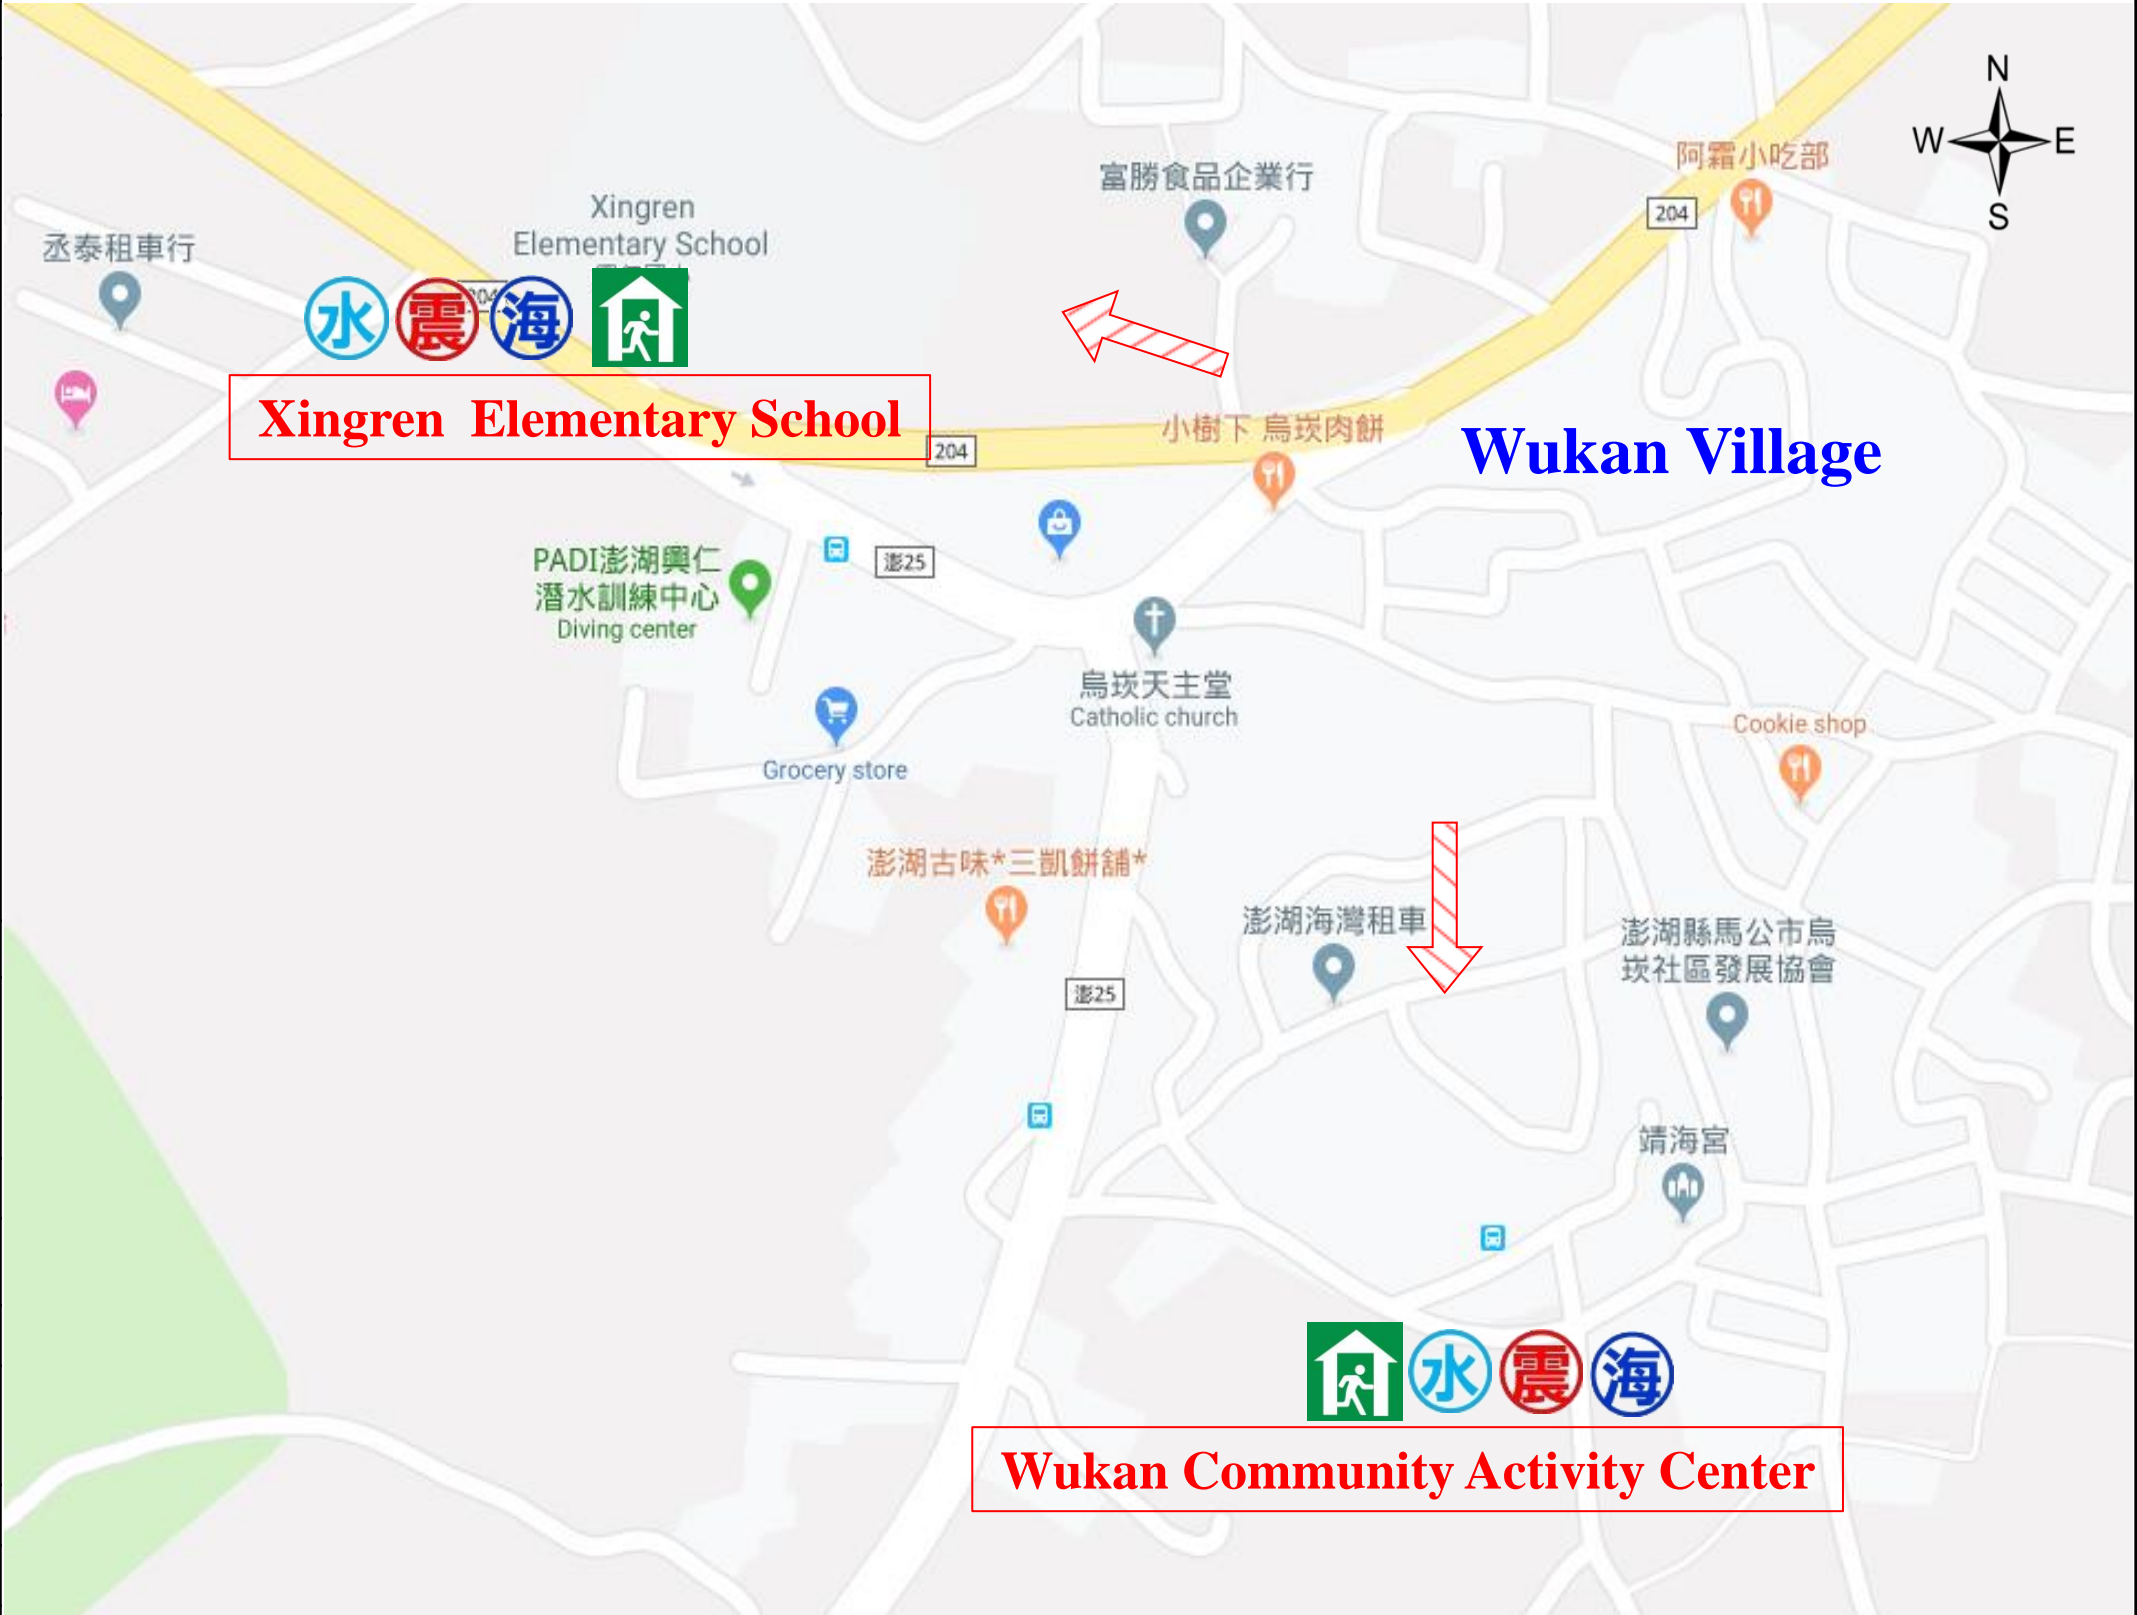 N
W
E
S
阿霜小吃部
204
富勝食品企業行
Xingren
Elementary School
丞泰租車行
204
水
震
海
Xingren Elementary School
204
小樹下 烏崁肉餅
Wukan Village
澎25
PADI澎湖興仁
潛水訓練中心
Diving center
烏崁天主堂
Catholic church
Cookie shop
Grocery store
澎湖古味*三凱餅舖*
澎湖海灣租車
澎湖縣馬公市烏
崁社區發展協會
澎25
靖海宮
水
震
海
Wukan Community Activity Center